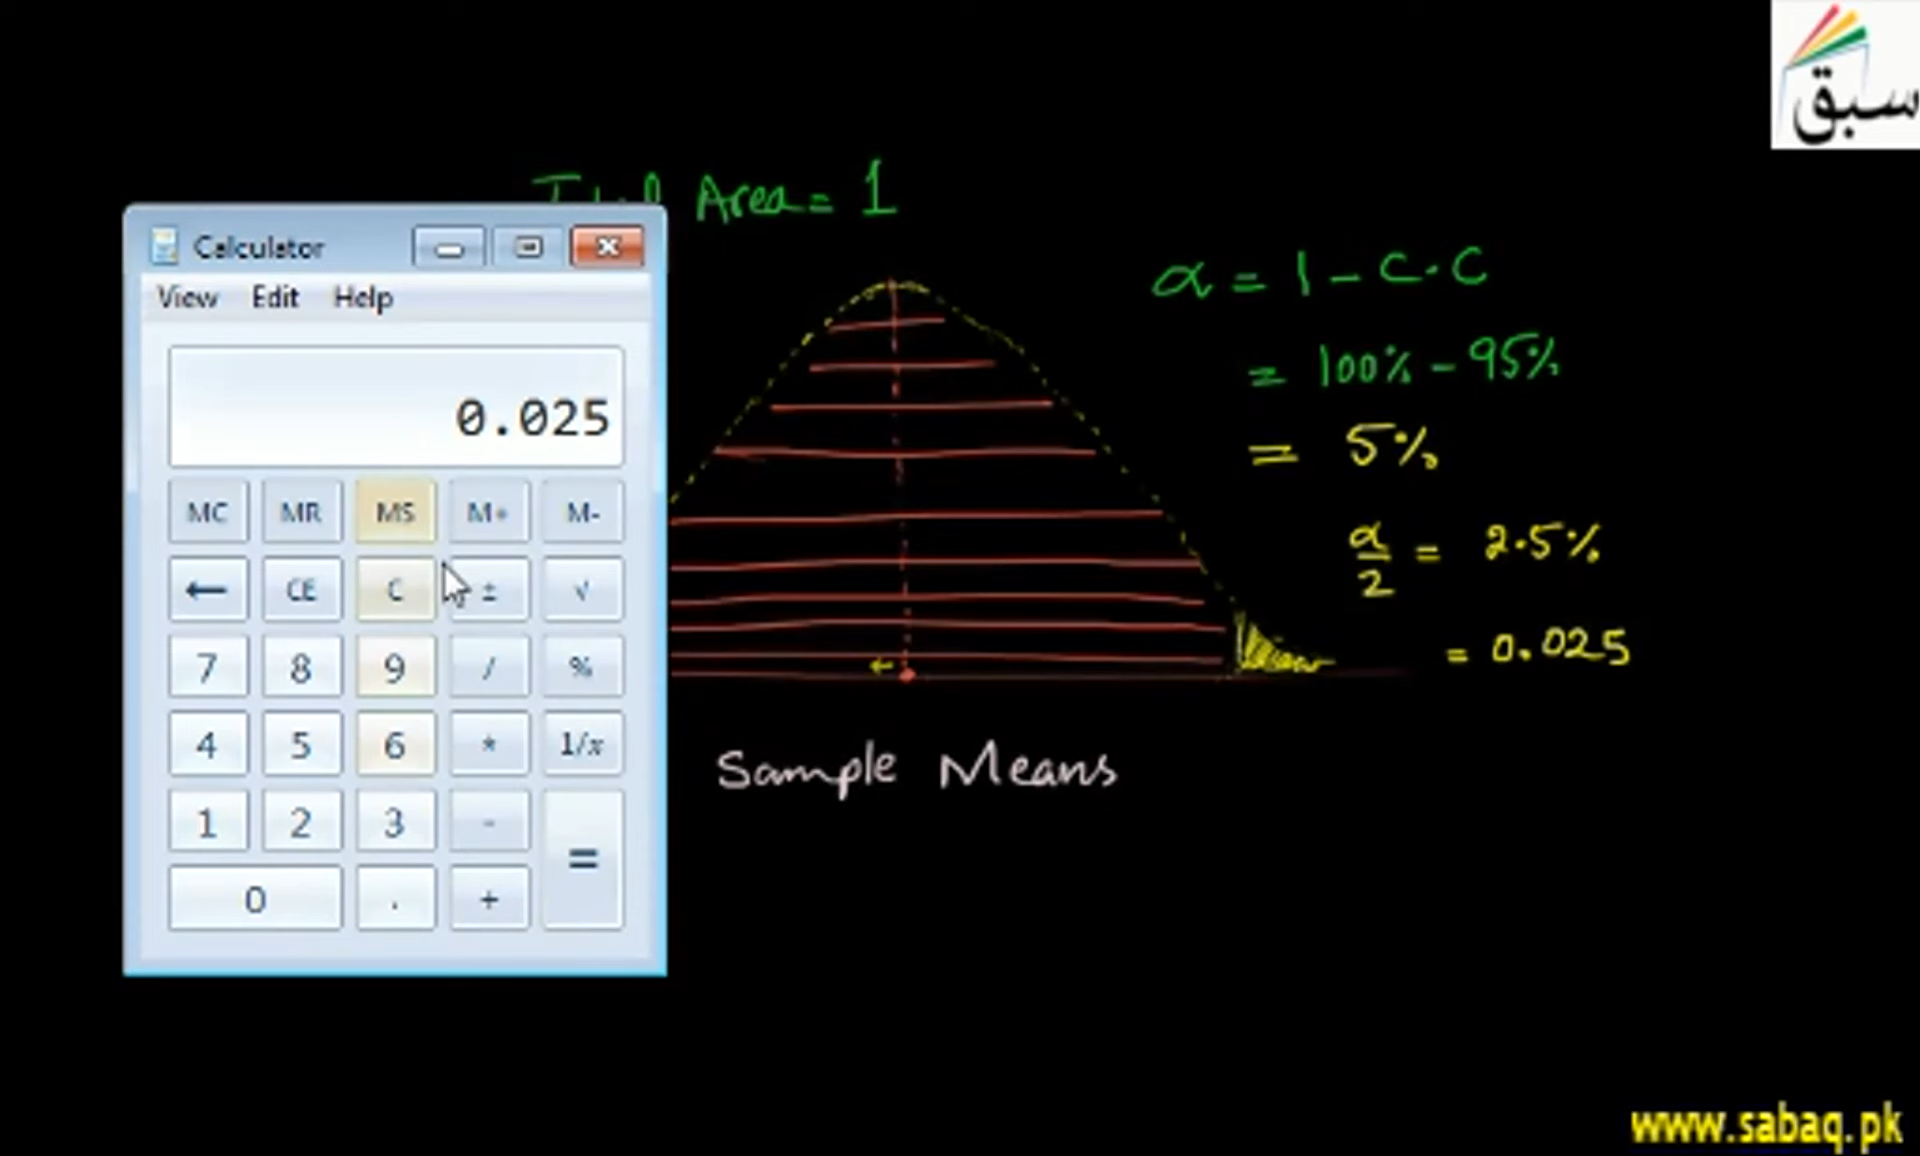 سبق
Area = 1
Calculator
View Edit Help
0.025
MC MR MS M+ M-
← CE C ± √
7 8 9 / %
4 5 6 * 1/x
1 2 3 - =
0 . +
α = 1 - C.C
= 100% - 95%
= 5%
α/2 = 2.5%
= 0.025
Sample Means
www.sabaq.pk